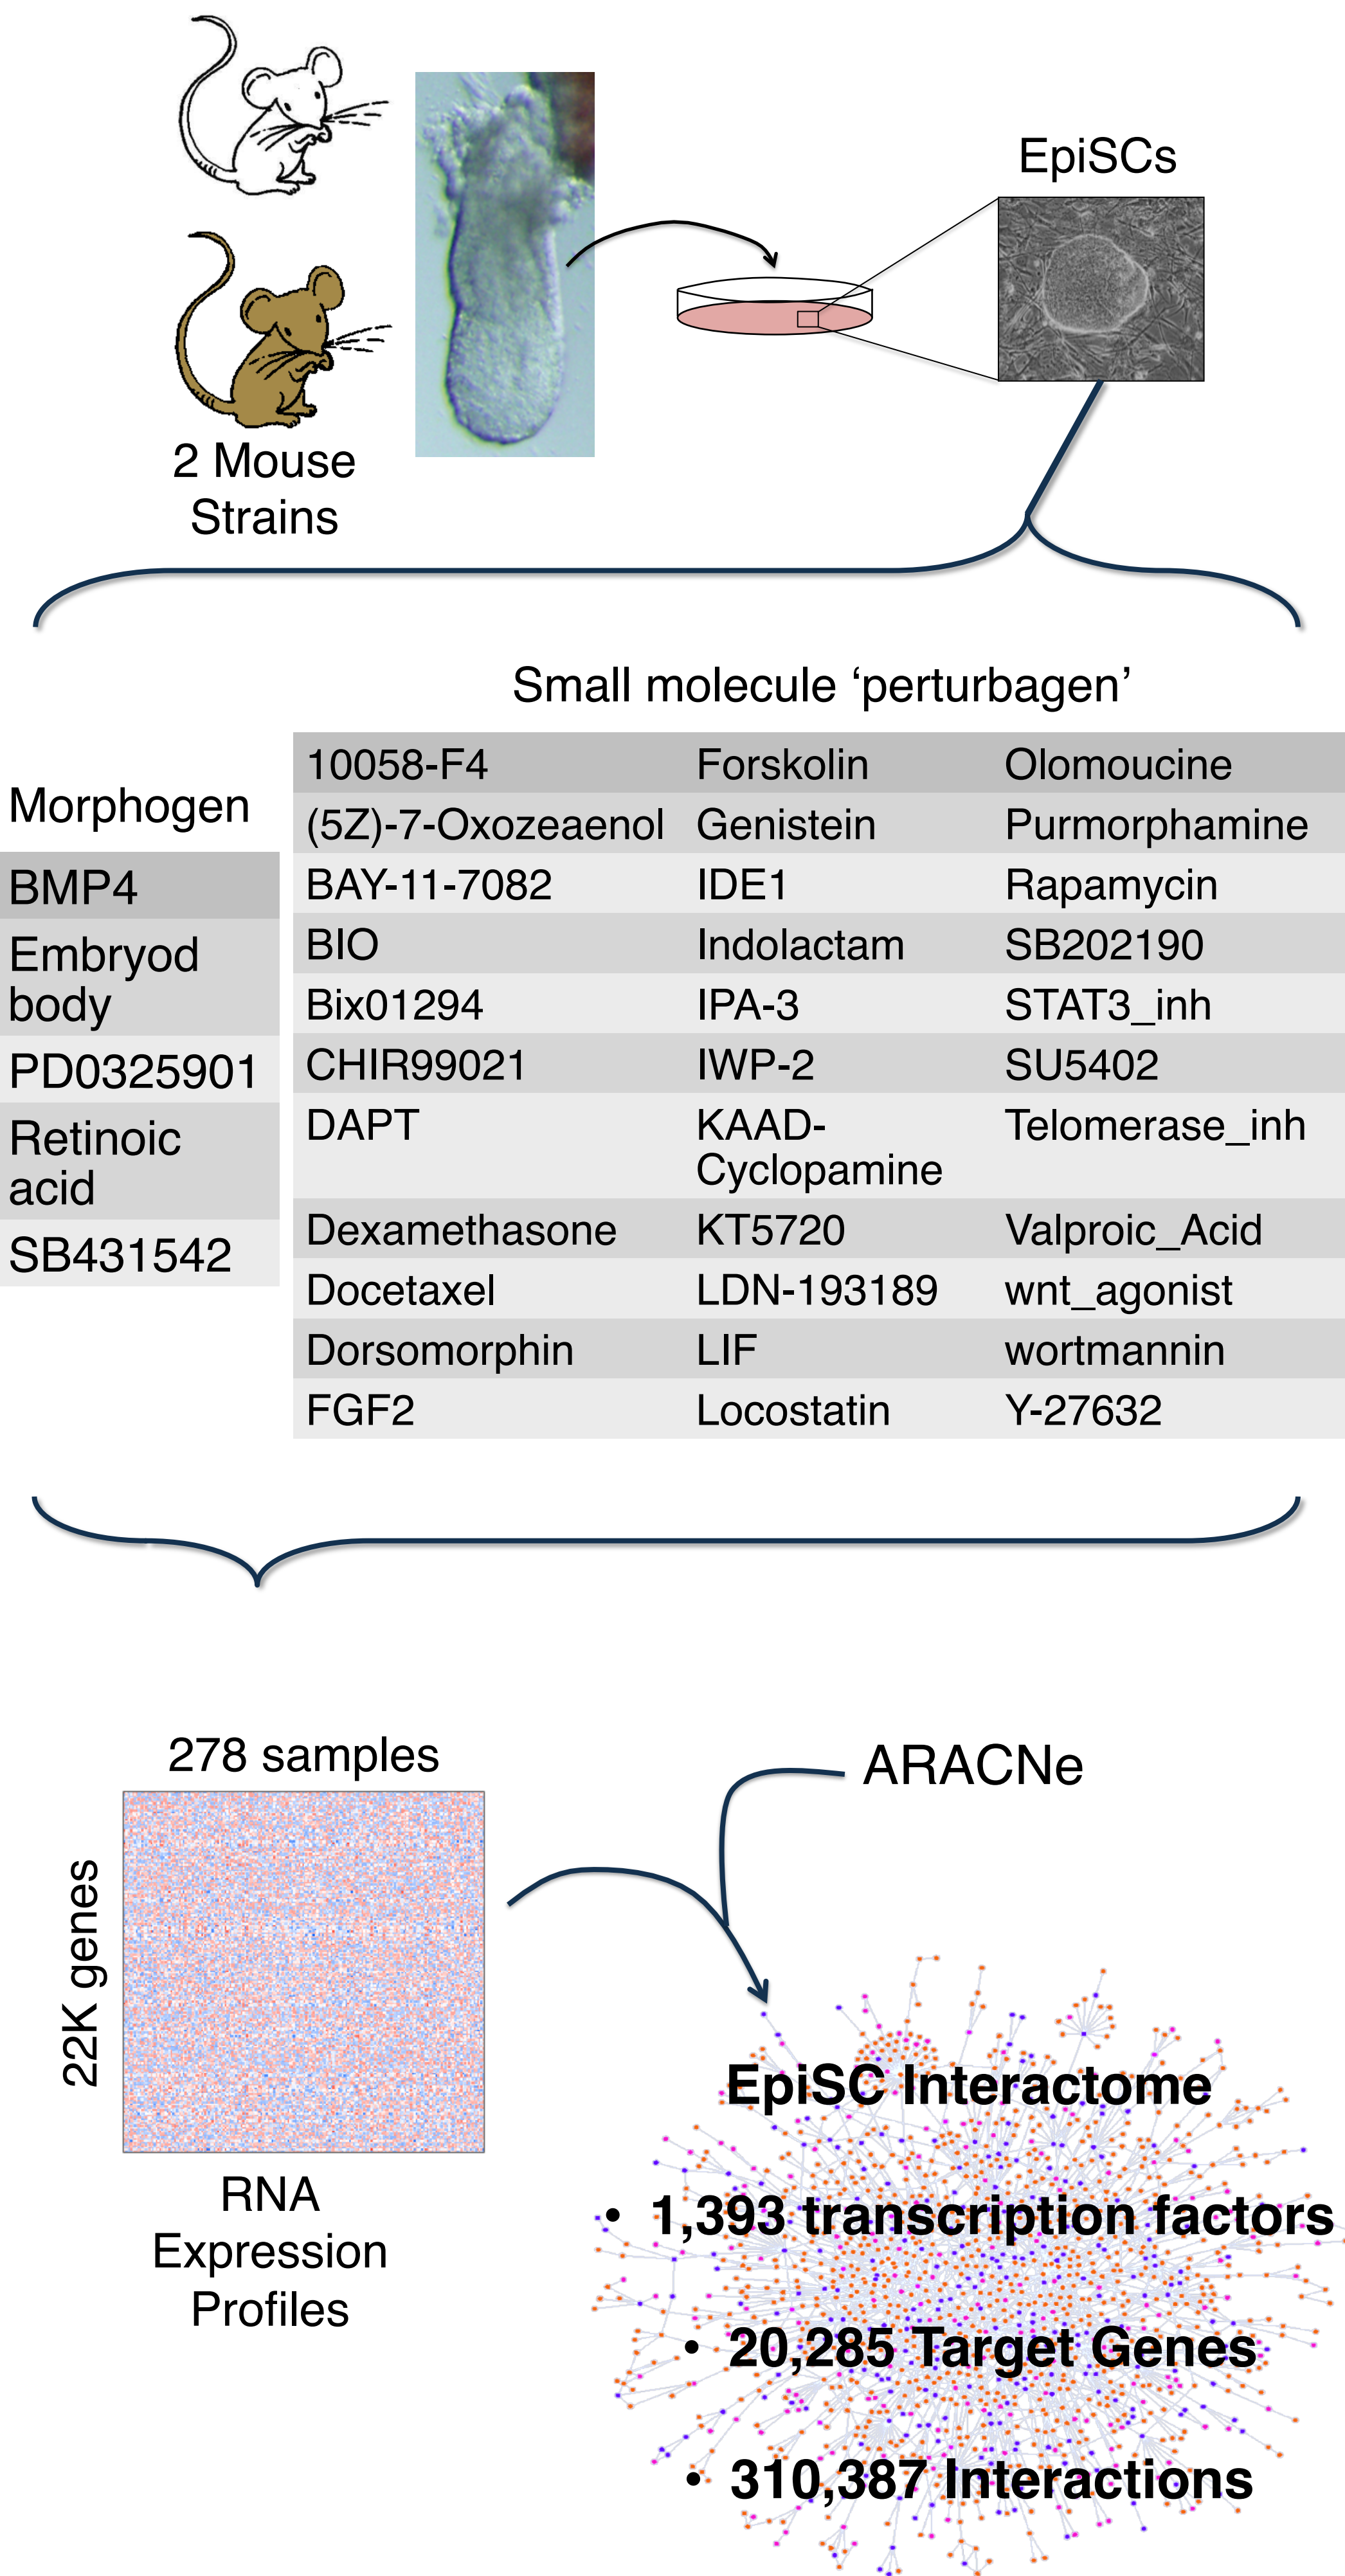 EpiSCs
2 Mouse
Strains
Small molecule ‘perturbagen’
Morphogen
BMP4
Embryod
body
PD0325901
Retinoic
acid
SB431542
10058-F4 Forskolin Olomoucine
(5Z)-7-Oxozeaenol Genistein Purmorphamine
BAY-11-7082 IDE1 Rapamycin
BIO Indolactam SB202190
Bix01294 IPA-3 STAT3_inh
CHIR99021 IWP-2 SU5402
DAPT KAAD- Telomerase_inh
Cyclopamine
Dexamethasone KT5720 Valproic_Acid
Docetaxel LDN-193189 wnt_agonist
Dorsomorphin LIF wortmannin
FGF2 Locostatin Y-27632
278 samples
22K genes
RNA
Expression
Profiles
ARACNe
EpiSC Interactome
• 1,393 transcription factors
• 20,285 Target Genes
• 310,387 Interactions